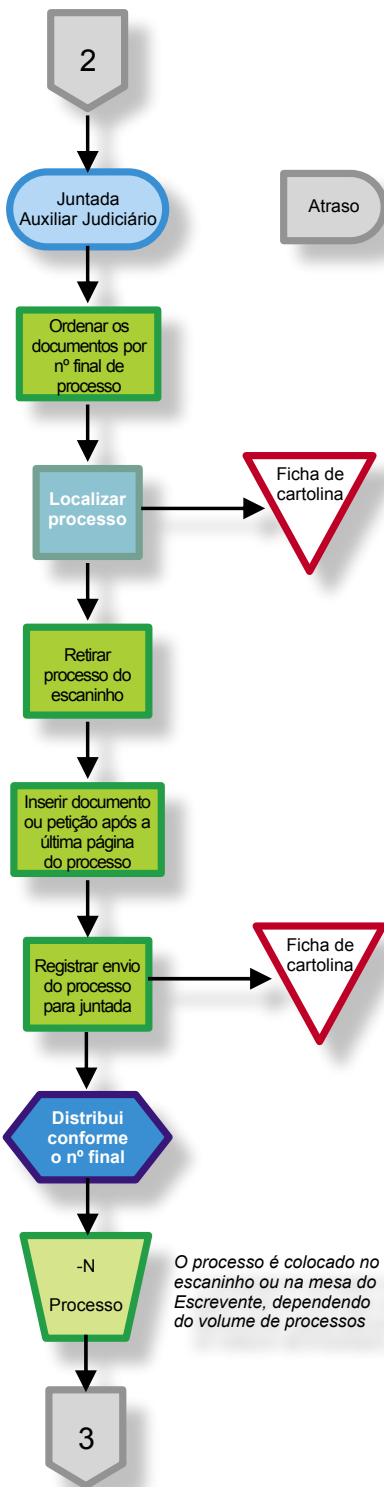 2
Juntada
Auxiliar Judiciário
Atraso
Ordenar os
documentos por
nº final de
processo
Localizar
processo
Ficha de
cartolina
Retirar
processo do
escaninho
Inserir documento
ou petição após a
última página
do processo
Registrar envio
do processo
para juntada
Ficha de
cartolina
Distribui
conforme
o nº final
-N
Processo
O processo é colocado no
escaninho ou na mesa do
Escrevente, dependendo
do volume de processos
3